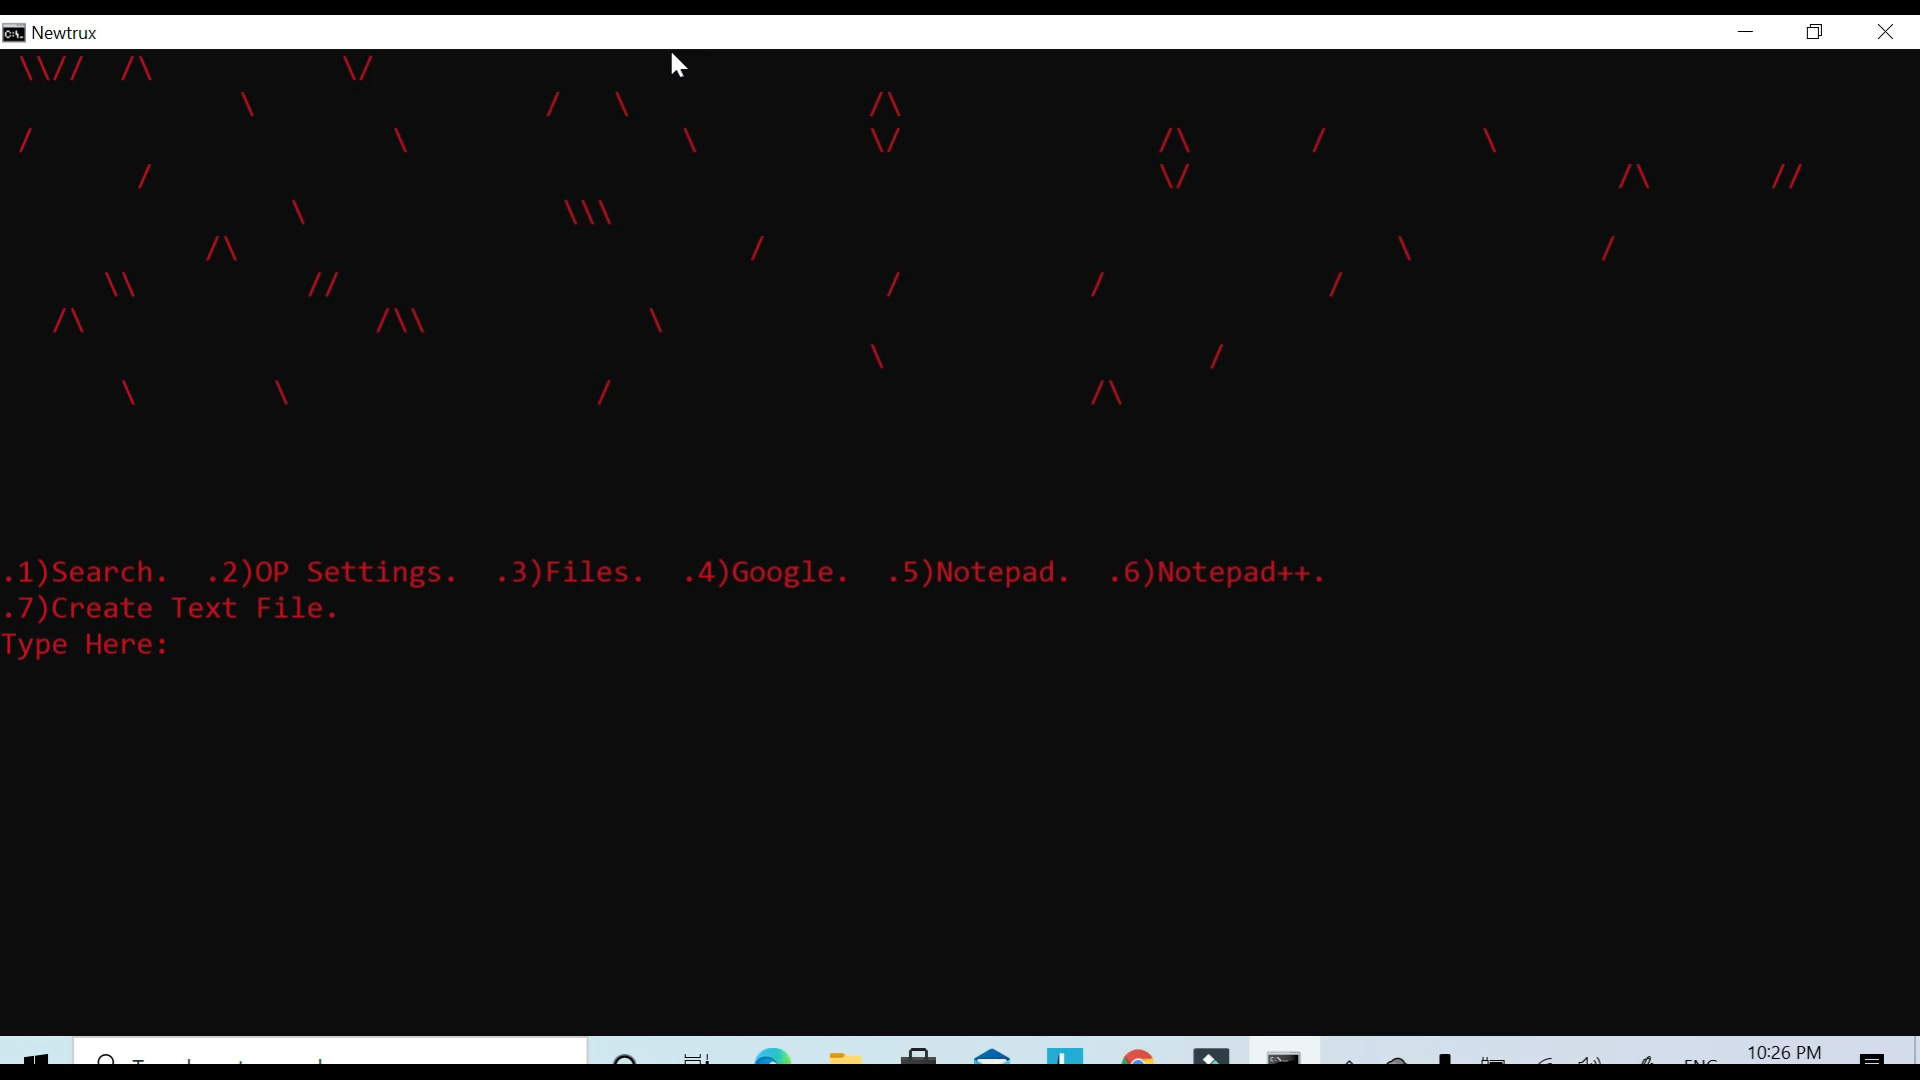 Newtrux
\\// /\ \/
\ / \ /\
/ \ \ \/ /\ / \
/ \/ /\ //
\ \\\
/\ / \ /
\\ // / / /
/\ /\\ \
\ /
\ \ / /\
.1)Search. .2)OP Settings. .3)Files. .4)Google. .5)Notepad. .6)Notepad++.
.7)Create Text File.
Type Here:
10:26 PM